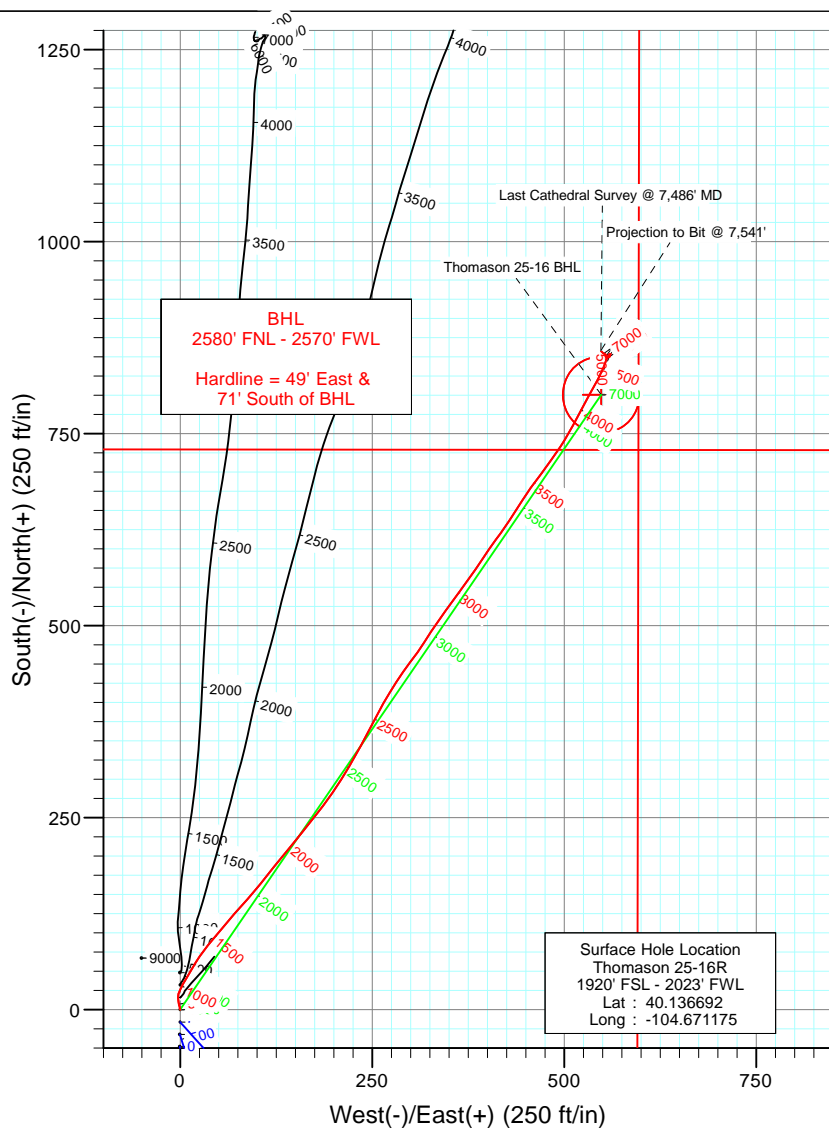 1250
1000
750
500
250
0
South(-)/North(+) (250 ft/in)
0
250
500
750
West(-)/East(+) (250 ft/in)
7000
4000
3500
2500
2000
1500
9000
4000
3500
2500
2000
1500
Last Cathedral Survey @ 7,486' MD
Projection to Bit @ 7,541'
Thomason 25-16 BHL
BHL
2580' FNL - 2570' FWL
Hardline = 49' East &
71' South of BHL
7000
5000
7000
4000
4000
3500
3500
3000
3000
2500
2500
2000
2000
1500
1000
Surface Hole Location
Thomason 25-16R
1920' FSL - 2023' FWL
Lat : 40.136692
Long : -104.671175